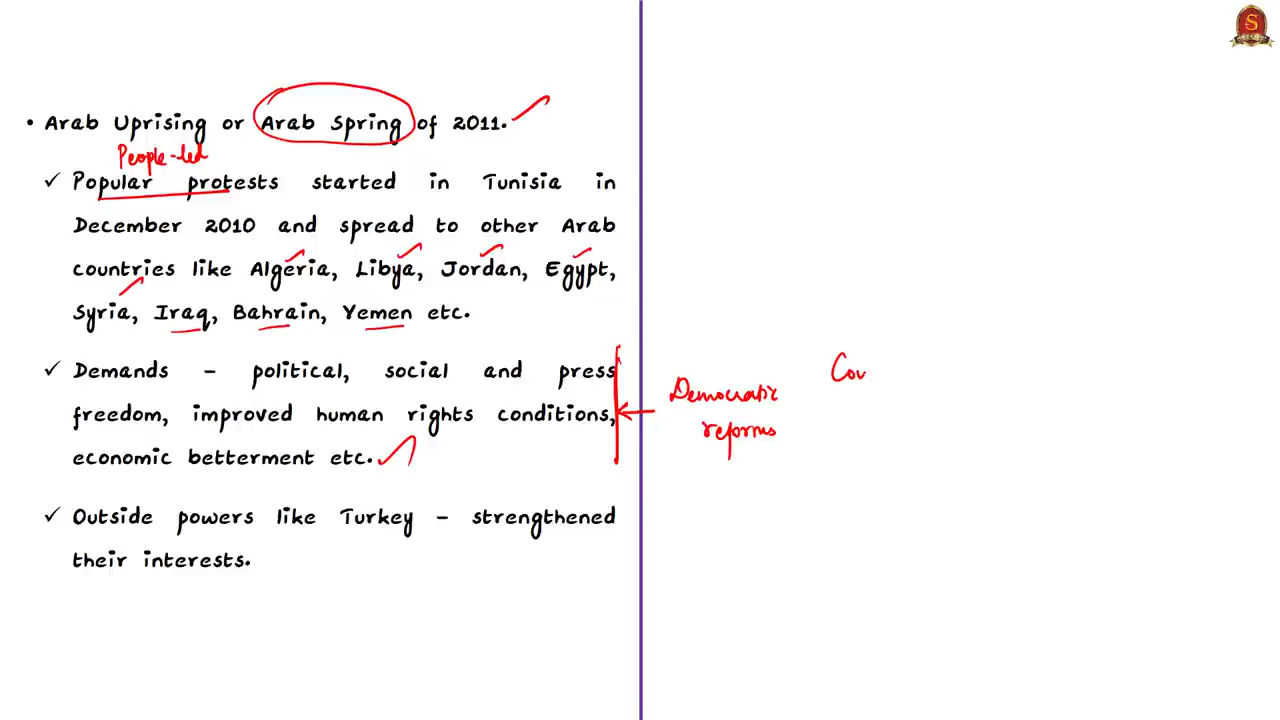 • Arab Uprising or Arab Spring of 2011.
People-led
✓ Popular protests started in Tunisia in
December 2010 and spread to other Arab
countries like Algeria, Libya, Jordan, Egypt,
Syria, Iraq, Bahrain, Yemen etc.
✓ Demands – political, social and press
freedom, improved human rights conditions,
economic betterment etc.
✓ Outside powers like Turkey – strengthened
their interests.
Democratic
reforms
Cou
S